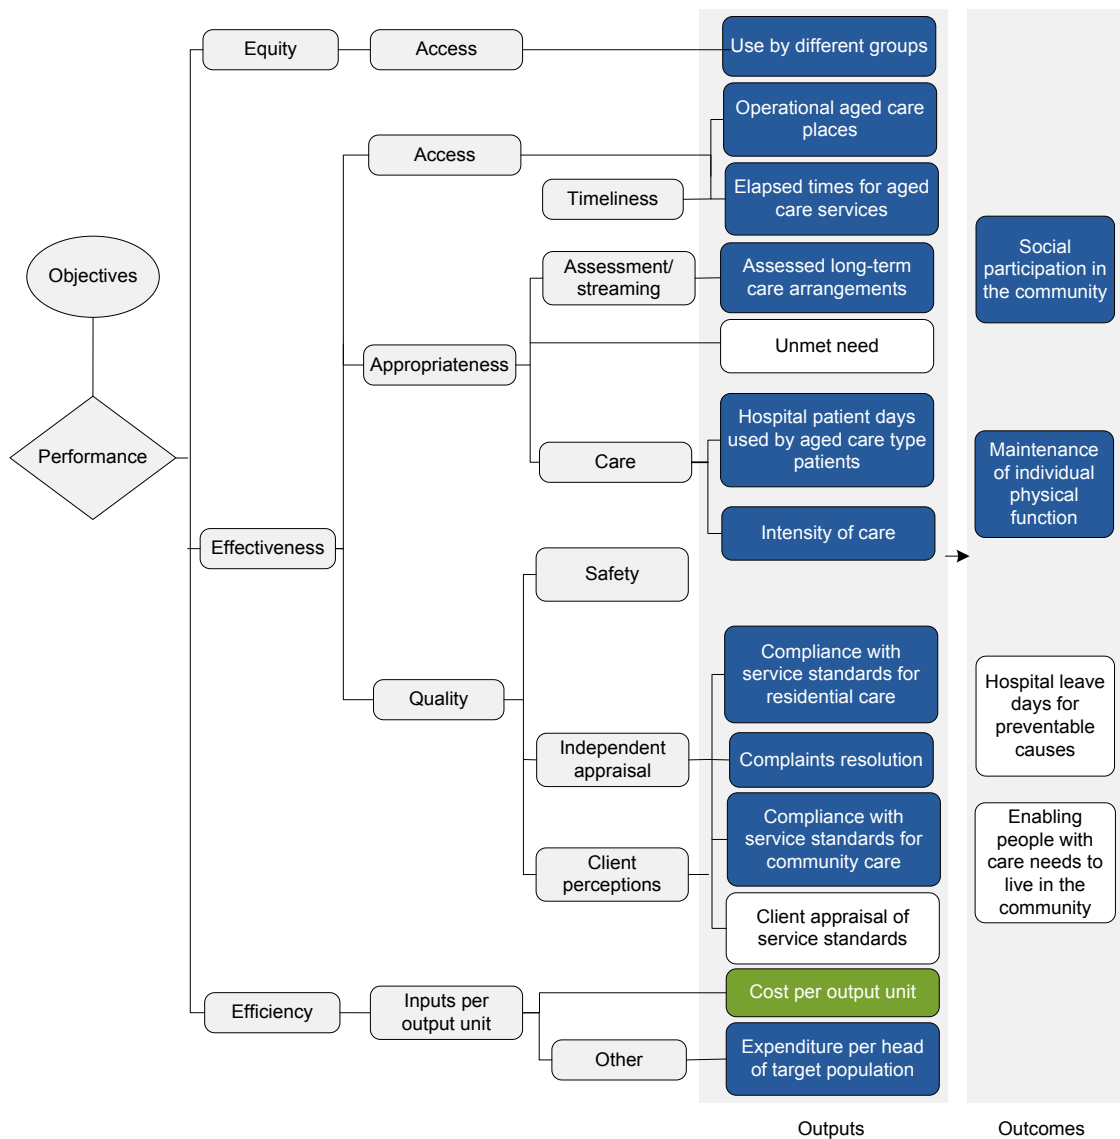 Equity
Access
Use by different groups
Operational aged care
places
Access
Timeliness
Elapsed times for aged
care services
Objectives
Assessment/
streaming
Assessed long-term
care arrangements
Social
participation in
the community
Unmet need
Appropriateness
Hospital patient days
used by aged care type
patients
Performance
Care
Maintenance
of individual
physical
function
Intensity of care
Effectiveness
Safety
Compliance with
service standards for
residential care
Quality
Hospital leave
days for
preventable
causes
Independent
appraisal
Complaints resolution
Compliance with
service standards for
community care
Client
perceptions
Enabling
people with
care needs to
live in the
community
Client appraisal of
service standards
Efficiency
Inputs per
output unit
Cost per output unit
Other
Expenditure per head
of target population
Outputs
Outcomes